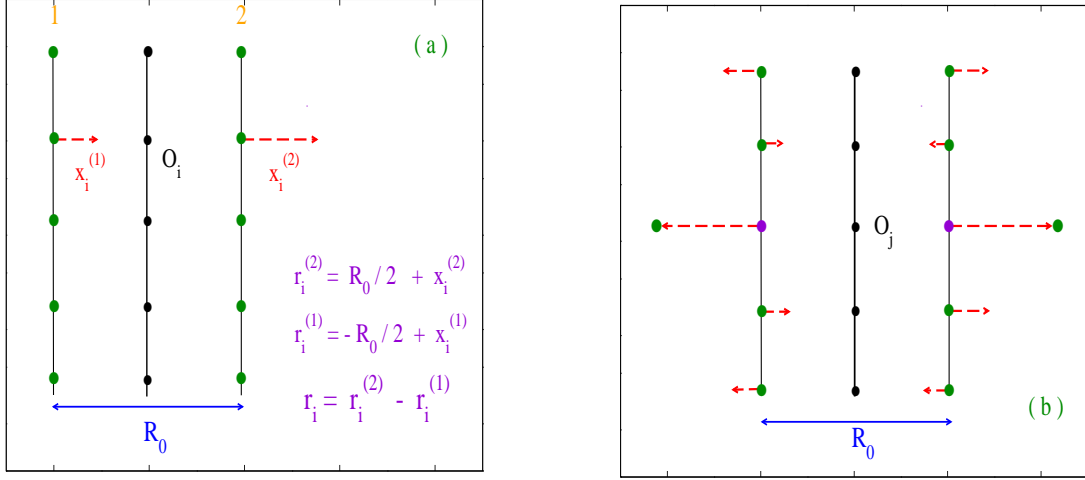 1 2
( a )
O_i
x_i^(1) x_i^(2)
r_i^(2) = R_0 / 2 + x_i^(2)
r_i^(1) = - R_0 / 2 + x_i^(1)
r_i = r_i^(2) - r_i^(1)
R_0
O_j
( b )
R_0